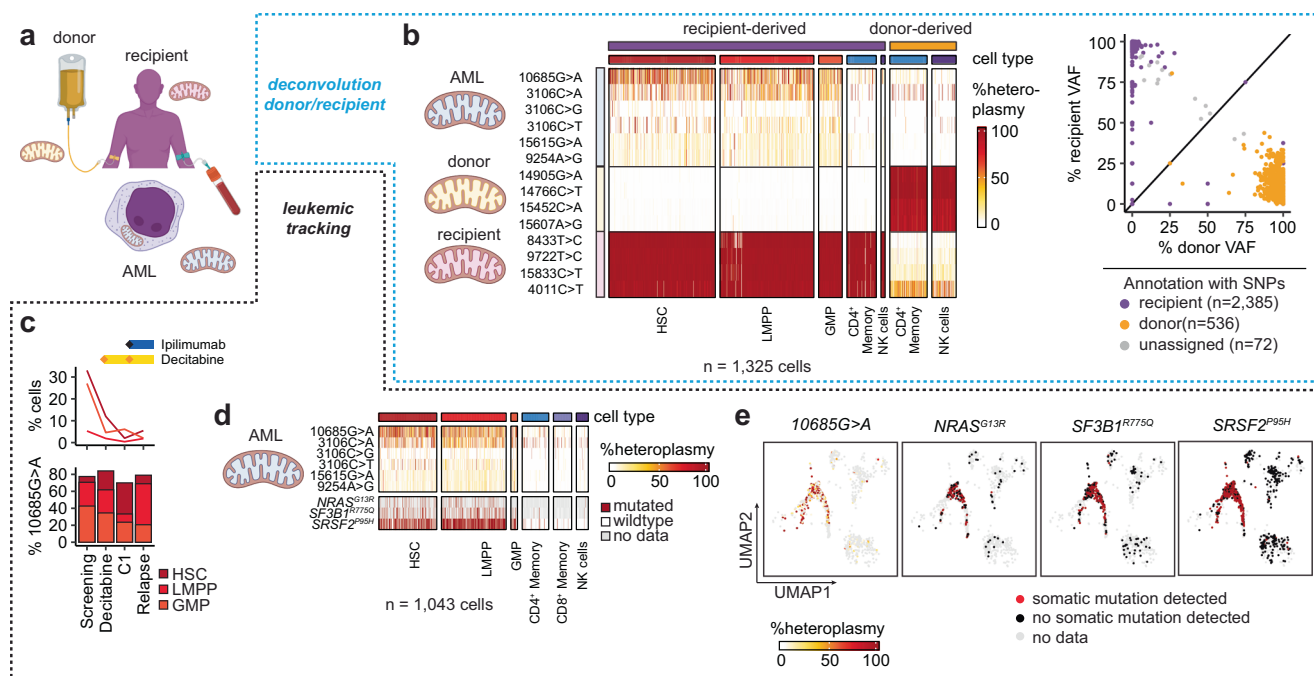 a
donor
recipient
AML
deconvolution
donor/recipient
leukemic
tracking
b
recipient-derived
donor-derived
cell type
AML
donor
recipient
10685G>A
3106C>A
3106C>G
3106C>T
15615G>A
9254A>G
14905G>A
14766C>T
15452C>A
15607A>G
8433T>C
9722T>C
15833C>T
4011C>T
%hetero-
plasmy
100
50
0
HSC
LMPP
GMP
CD4+
Memory
NK cells
CD4+
Memory
NK cells
n = 1,325 cells
% recipient VAF
100
75
50
25
0
0 25 50 75 100
% donor VAF
Annotation with SNPs
recipient (n=2,385)
donor(n=536)
unassigned (n=72)
c
Ipilimumab
Decitabine
% cells
30
20
10
0
% 10685G>A
80
60
40
20
0
Screening
Decitabine
C1
Relapse
HSC
LMPP
GMP
d
AML
cell type
10685G>A
3106C>A
3106C>G
3106C>T
15615G>A
9254A>G
NRASG13R
SF3B1R775Q
SRSF2P95H
%heteroplasmy
0 50 100
mutated
wildtype
no data
HSC
LMPP
GMP
CD4+ Memory
CD8+ Memory
NK cells
n = 1,043 cells
e
10685G>A
NRASG13R
SF3B1R775Q
SRSF2P95H
UMAP2
UMAP1
somatic mutation detected
no somatic mutation detected
no data
%heteroplasmy
0 50 100